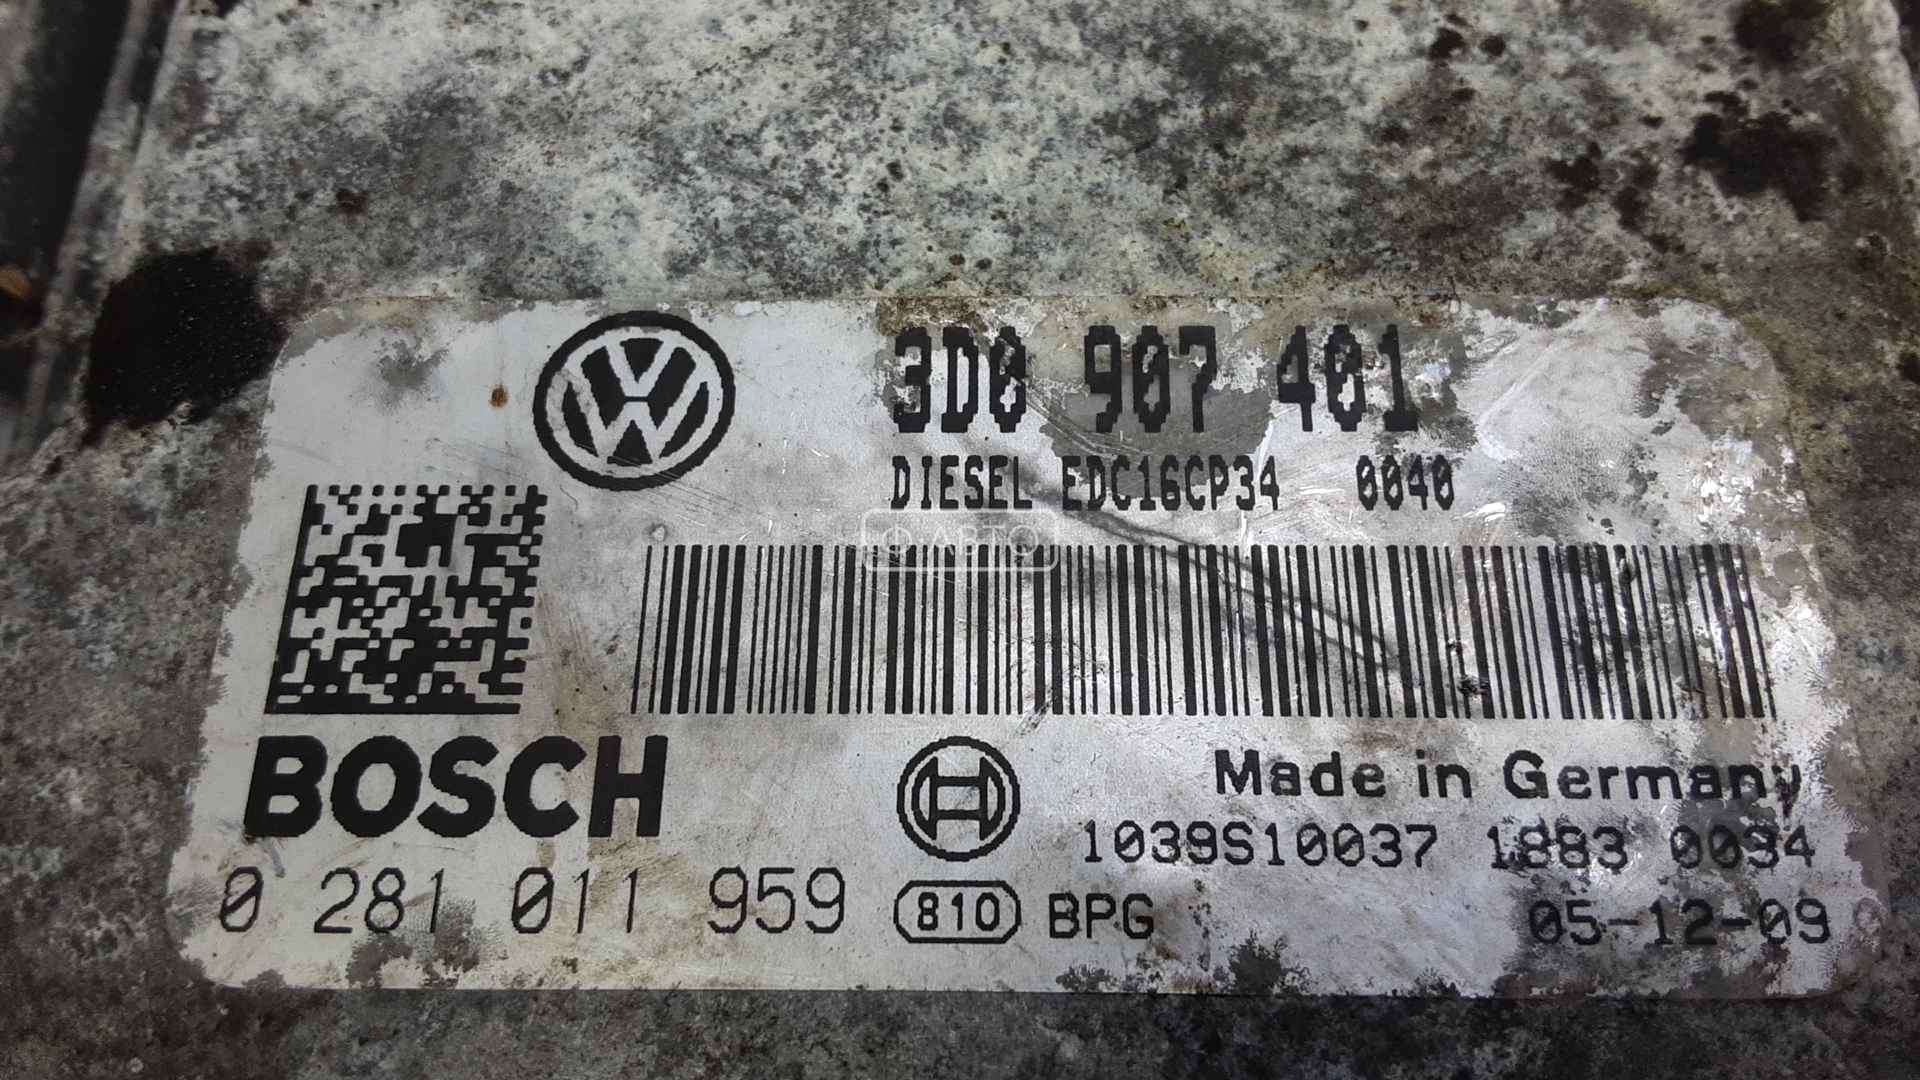 3D0 907 401
DIESEL EDC16CP34 0040
Ф АВТО
BOSCH
Made in Germany
1039S10037 1883 0034
0 281 011 959
810 BPG
05-12-09